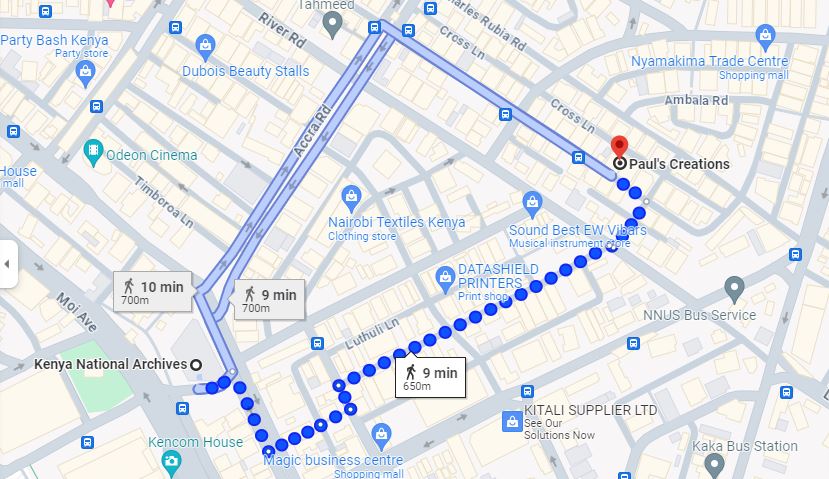 Tahmeed
Charles Rubia Rd
River Rd
Cross Ln
Party Bash Kenya
Party store
Dubois Beauty Stalls
Nyamakima Trade Centre
Shopping mall
Ambala Rd
Cross Ln
Accra Rd
Odeon Cinema
House
mall
Paul's Creations
Timboroa Ln
Nairobi Textiles Kenya
Clothing store
Sound Best EW Vibars
Musical instrument store
DATASHIELD
PRINTERS
Print shop
10 min
700m
9 min
700m
Moi Ave
NNUS Bus Service
Luthuli Ln
Kenya National Archives
9 min
650m
KITALI SUPPLIER LTD
See Our
Solutions Now
Kencom House
Magic business centre
Shopping mall
Kaka Bus Station